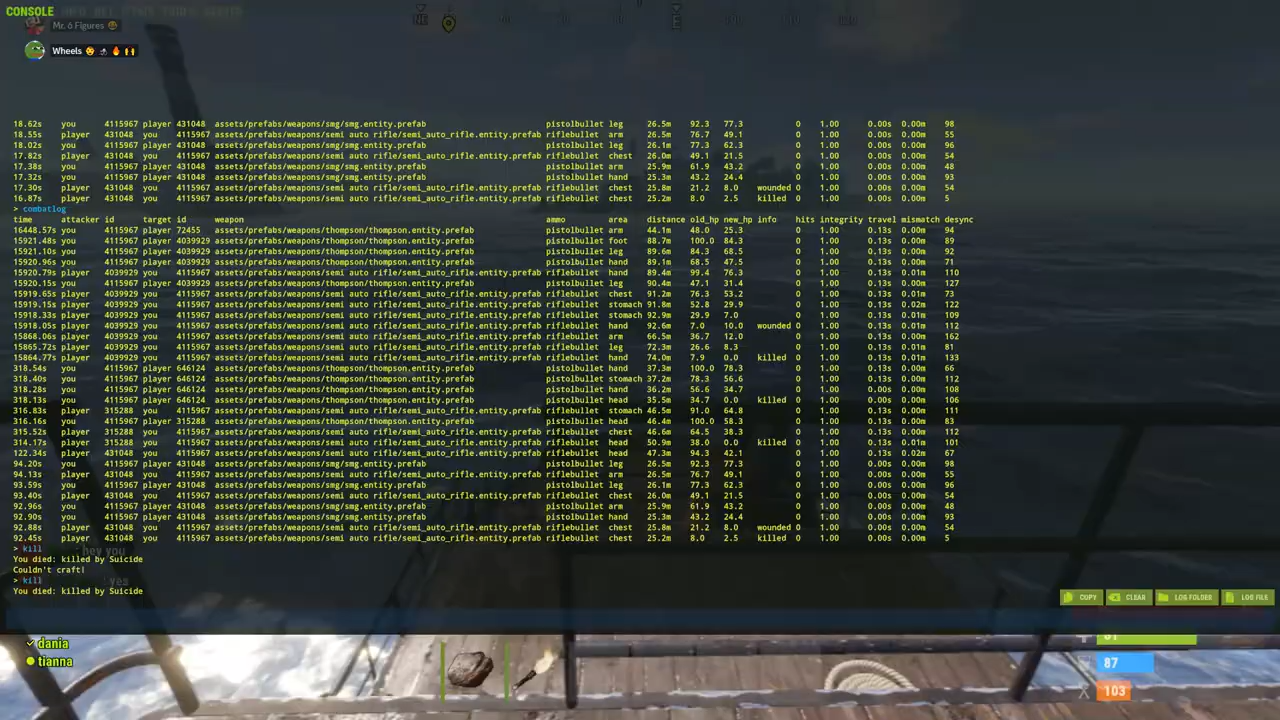 CONSOLE
Mr. 6 Figures
NE E
Wheels
18.62s you 4115967 player 431048 assets/prefabs/weapons/smg/smg.entity.prefab pistolbullet leg 26.5m 92.3 77.3 0 1.00 0.00s 0.00m 98
18.55s player 431048 you 4115967 assets/prefabs/weapons/semi auto rifle/semi_auto_rifle.entity.prefab riflebullet arm 26.5m 76.7 49.1 0 1.00 0.00s 0.00m 55
18.02s you 4115967 player 431048 assets/prefabs/weapons/smg/smg.entity.prefab pistolbullet leg 26.1m 77.3 62.3 0 1.00 0.00s 0.00m 96
17.82s player 431048 you 4115967 assets/prefabs/weapons/semi auto rifle/semi_auto_rifle.entity.prefab riflebullet chest 26.0m 49.1 21.5 0 1.00 0.00s 0.00m 54
17.38s you 4115967 player 431048 assets/prefabs/weapons/smg/smg.entity.prefab pistolbullet arm 25.9m 61.9 43.2 0 1.00 0.00s 0.00m 48
17.32s you 4115967 player 431048 assets/prefabs/weapons/smg/smg.entity.prefab pistolbullet hand 25.3m 43.2 24.4 0 1.00 0.00s 0.00m 93
17.30s player 431048 you 4115967 assets/prefabs/weapons/semi auto rifle/semi_auto_rifle.entity.prefab riflebullet chest 25.8m 21.2 8.0 wounded 0 1.00 0.00s 0.00m 54
16.87s player 431048 you 4115967 assets/prefabs/weapons/semi auto rifle/semi_auto_rifle.entity.prefab riflebullet chest 25.2m 8.0 2.5 killed 0 1.00 0.00s 0.00m 5
> combatlog
time attacker id target id weapon ammo area distance old_hp new_hp info hits integrity travel mismatch desync
16448.57s you 4115967 player 72455 assets/prefabs/weapons/thompson/thompson.entity.prefab pistolbullet arm 44.1m 48.0 25.3 0 1.00 0.13s 0.00m 94
15921.48s you 4115967 player 4039929 assets/prefabs/weapons/thompson/thompson.entity.prefab pistolbullet foot 88.7m 100.0 84.3 0 1.00 0.13s 0.00m 89
15921.10s you 4115967 player 4039929 assets/prefabs/weapons/thompson/thompson.entity.prefab pistolbullet leg 89.6m 84.3 68.5 0 1.00 0.13s 0.00m 92
15920.96s you 4115967 player 4039929 assets/prefabs/weapons/thompson/thompson.entity.prefab pistolbullet hand 89.1m 68.5 47.5 0 1.00 0.13s 0.00m 71
15920.79s player 4039929 you 4115967 assets/prefabs/weapons/semi auto rifle/semi_auto_rifle.entity.prefab riflebullet hand 89.4m 99.4 76.3 0 1.00 0.13s 0.01m 110
15920.15s you 4115967 player 4039929 assets/prefabs/weapons/thompson/thompson.entity.prefab pistolbullet leg 90.4m 47.1 31.4 0 1.00 0.13s 0.00m 127
15919.65s player 4039929 you 4115967 assets/prefabs/weapons/semi auto rifle/semi_auto_rifle.entity.prefab riflebullet chest 91.2m 76.3 53.2 0 1.00 0.13s 0.01m 73
15919.15s player 4039929 you 4115967 assets/prefabs/weapons/semi auto rifle/semi_auto_rifle.entity.prefab riflebullet stomach 91.8m 52.8 29.9 0 1.00 0.13s 0.02m 122
15918.33s player 4039929 you 4115967 assets/prefabs/weapons/semi auto rifle/semi_auto_rifle.entity.prefab riflebullet stomach 92.9m 29.9 7.0 0 1.00 0.13s 0.01m 109
15918.05s player 4039929 you 4115967 assets/prefabs/weapons/semi auto rifle/semi_auto_rifle.entity.prefab riflebullet hand 92.6m 7.0 10.0 wounded 0 1.00 0.13s 0.00m 112
15868.06s player 4039929 you 4115967 assets/prefabs/weapons/semi auto rifle/semi_auto_rifle.entity.prefab riflebullet arm 66.5m 36.7 12.0 0 1.00 0.13s 0.00m 162
15865.72s player 4039929 you 4115967 assets/prefabs/weapons/semi auto rifle/semi_auto_rifle.entity.prefab riflebullet leg 72.3m 26.6 8.3 0 1.00 0.13s 0.01m 81
15864.77s player 4039929 you 4115967 assets/prefabs/weapons/semi auto rifle/semi_auto_rifle.entity.prefab riflebullet hand 74.0m 7.9 0.0 killed 0 1.00 0.13s 0.01m 133
318.54s you 4115967 player 646124 assets/prefabs/weapons/thompson/thompson.entity.prefab pistolbullet hand 37.3m 100.0 78.3 0 1.00 0.13s 0.00m 66
318.40s you 4115967 player 646124 assets/prefabs/weapons/thompson/thompson.entity.prefab pistolbullet stomach 37.2m 78.3 56.6 0 1.00 0.13s 0.00m 112
318.28s you 4115967 player 646124 assets/prefabs/weapons/thompson/thompson.entity.prefab pistolbullet hand 36.2m 56.6 34.7 0 1.00 0.00s 0.00m 108
318.13s you 4115967 player 646124 assets/prefabs/weapons/thompson/thompson.entity.prefab pistolbullet hand 35.5m 34.7 0.0 killed 0 1.00 0.00s 0.00m 106
316.83s player 315288 you 4115967 assets/prefabs/weapons/semi auto rifle/semi_auto_rifle.entity.prefab riflebullet stomach 46.5m 91.0 64.8 0 1.00 0.13s 0.00m 111
316.16s you 4115967 player 315288 assets/prefabs/weapons/thompson/thompson.entity.prefab pistolbullet head 46.4m 100.0 58.3 0 1.00 0.13s 0.00m 83
315.52s player 315288 you 4115967 assets/prefabs/weapons/semi auto rifle/semi_auto_rifle.entity.prefab riflebullet chest 46.6m 64.5 38.3 0 1.00 0.00s 0.00m 112
314.17s player 315288 you 4115967 assets/prefabs/weapons/semi auto rifle/semi_auto_rifle.entity.prefab riflebullet head 50.9m 38.0 0.0 killed 0 1.00 0.13s 0.01m 101
122.34s player 431048 you 4115967 assets/prefabs/weapons/semi auto rifle/semi_auto_rifle.entity.prefab riflebullet head 47.3m 94.3 42.1 0 1.00 0.13s 0.02m 67
94.20s you 4115967 player 431048 assets/prefabs/weapons/smg/smg.entity.prefab pistolbullet leg 26.5m 92.3 77.3 0 1.00 0.00s 0.00m 98
94.13s player 431048 you 4115967 assets/prefabs/weapons/semi auto rifle/semi_auto_rifle.entity.prefab riflebullet arm 26.5m 76.7 49.1 0 1.00 0.00s 0.00m 55
93.59s you 4115967 player 431048 assets/prefabs/weapons/smg/smg.entity.prefab pistolbullet leg 26.1m 77.3 62.3 0 1.00 0.00s 0.00m 96
93.40s player 431048 you 4115967 assets/prefabs/weapons/semi auto rifle/semi_auto_rifle.entity.prefab riflebullet chest 26.0m 49.1 21.5 0 1.00 0.00s 0.00m 54
92.96s you 4115967 player 431048 assets/prefabs/weapons/smg/smg.entity.prefab pistolbullet arm 25.9m 61.9 43.2 0 1.00 0.00s 0.00m 48
92.90s you 4115967 player 431048 assets/prefabs/weapons/smg/smg.entity.prefab pistolbullet hand 25.3m 43.2 24.4 0 1.00 0.00s 0.00m 93
92.88s player 431048 you 4115967 assets/prefabs/weapons/semi auto rifle/semi_auto_rifle.entity.prefab riflebullet chest 25.8m 21.2 8.0 wounded 0 1.00 0.00s 0.00m 54
92.45s player 431048 you 4115967 assets/prefabs/weapons/semi auto rifle/semi_auto_rifle.entity.prefab riflebullet chest 25.2m 8.0 2.5 killed 0 1.00 0.00s 0.00m 5
> kill
hey you
You died: killed by Suicide
Couldn't craft!
> kill
yes
You died: killed by Suicide
COPY CLEAR LOG FOLDER LOG FILE
dania
tianna
87
103